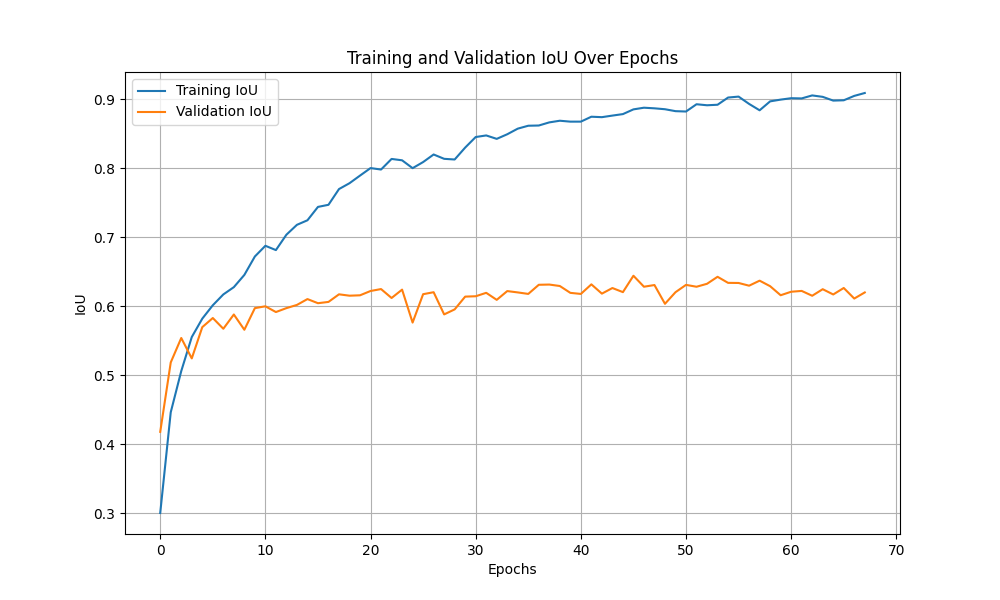 Training and Validation IoU Over Epochs
Training IoU
Validation IoU
0.9
0.8
0.7
0.6
0.5
0.4
0.3
IoU
0 10 20 30 40 50 60 70
Epochs